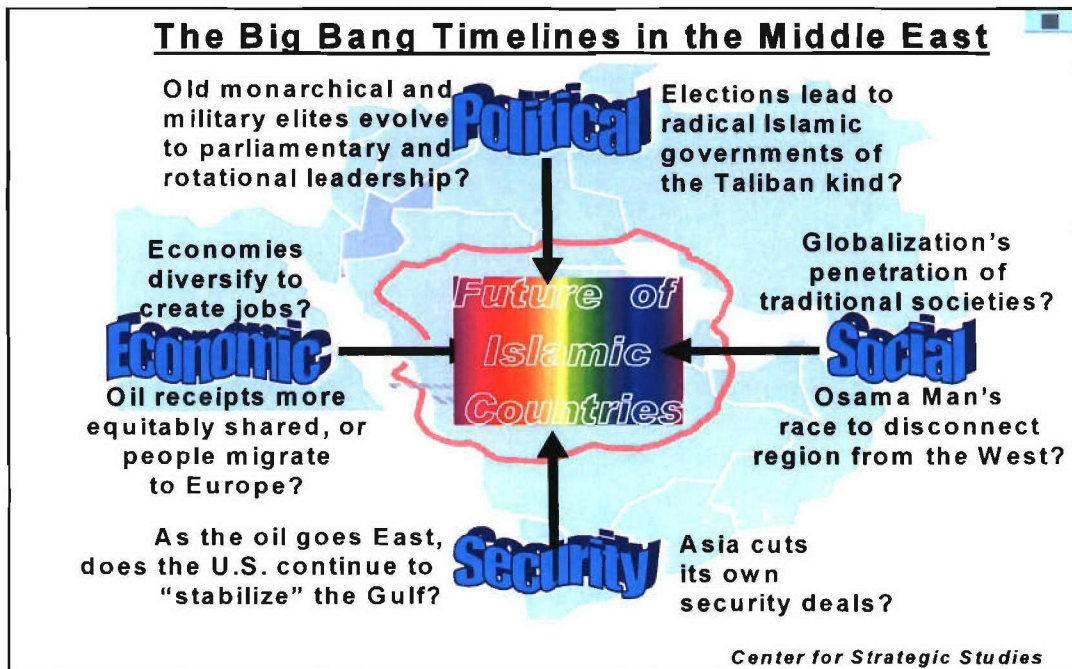 The Big Bang Timelines in the Middle East
Old monarchical and
military elites evolve
to parliamentary and
rotational leadership?
Political
Elections lead to
radical Islamic
governments of
the Taliban kind?
Economies
diversify to
create jobs?
Economic
Oil receipts more
equitably shared, or
people migrate
to Europe?
Future of
Islamic
Countries
Globalization's
penetration of
traditional societies?
Social
Osama Man's
race to disconnect
region from the West?
As the oil goes East,
does the U.S. continue to
"stabilize" the Gulf?
Security
Asia cuts
its own
security deals?
Center for Strategic Studies